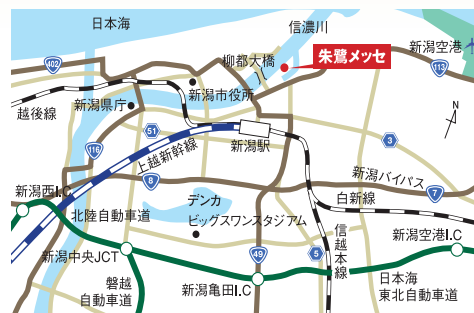 日本海
信濃川
新潟空港
朱鷺メッセ
柳都大橋
402
113
越後線
新潟市役所
新潟県庁
N
51
3
116
新潟駅
上越新幹線
新潟バイパス
8
7
新潟西I.C
デンカ
ビッグスワンスタジアム
白新線
北陸自動車道
信越本線
新潟空港I.C
新潟中央JCT
49
5
磐越
自動車道
新潟亀田I.C
日本海
東北自動車道